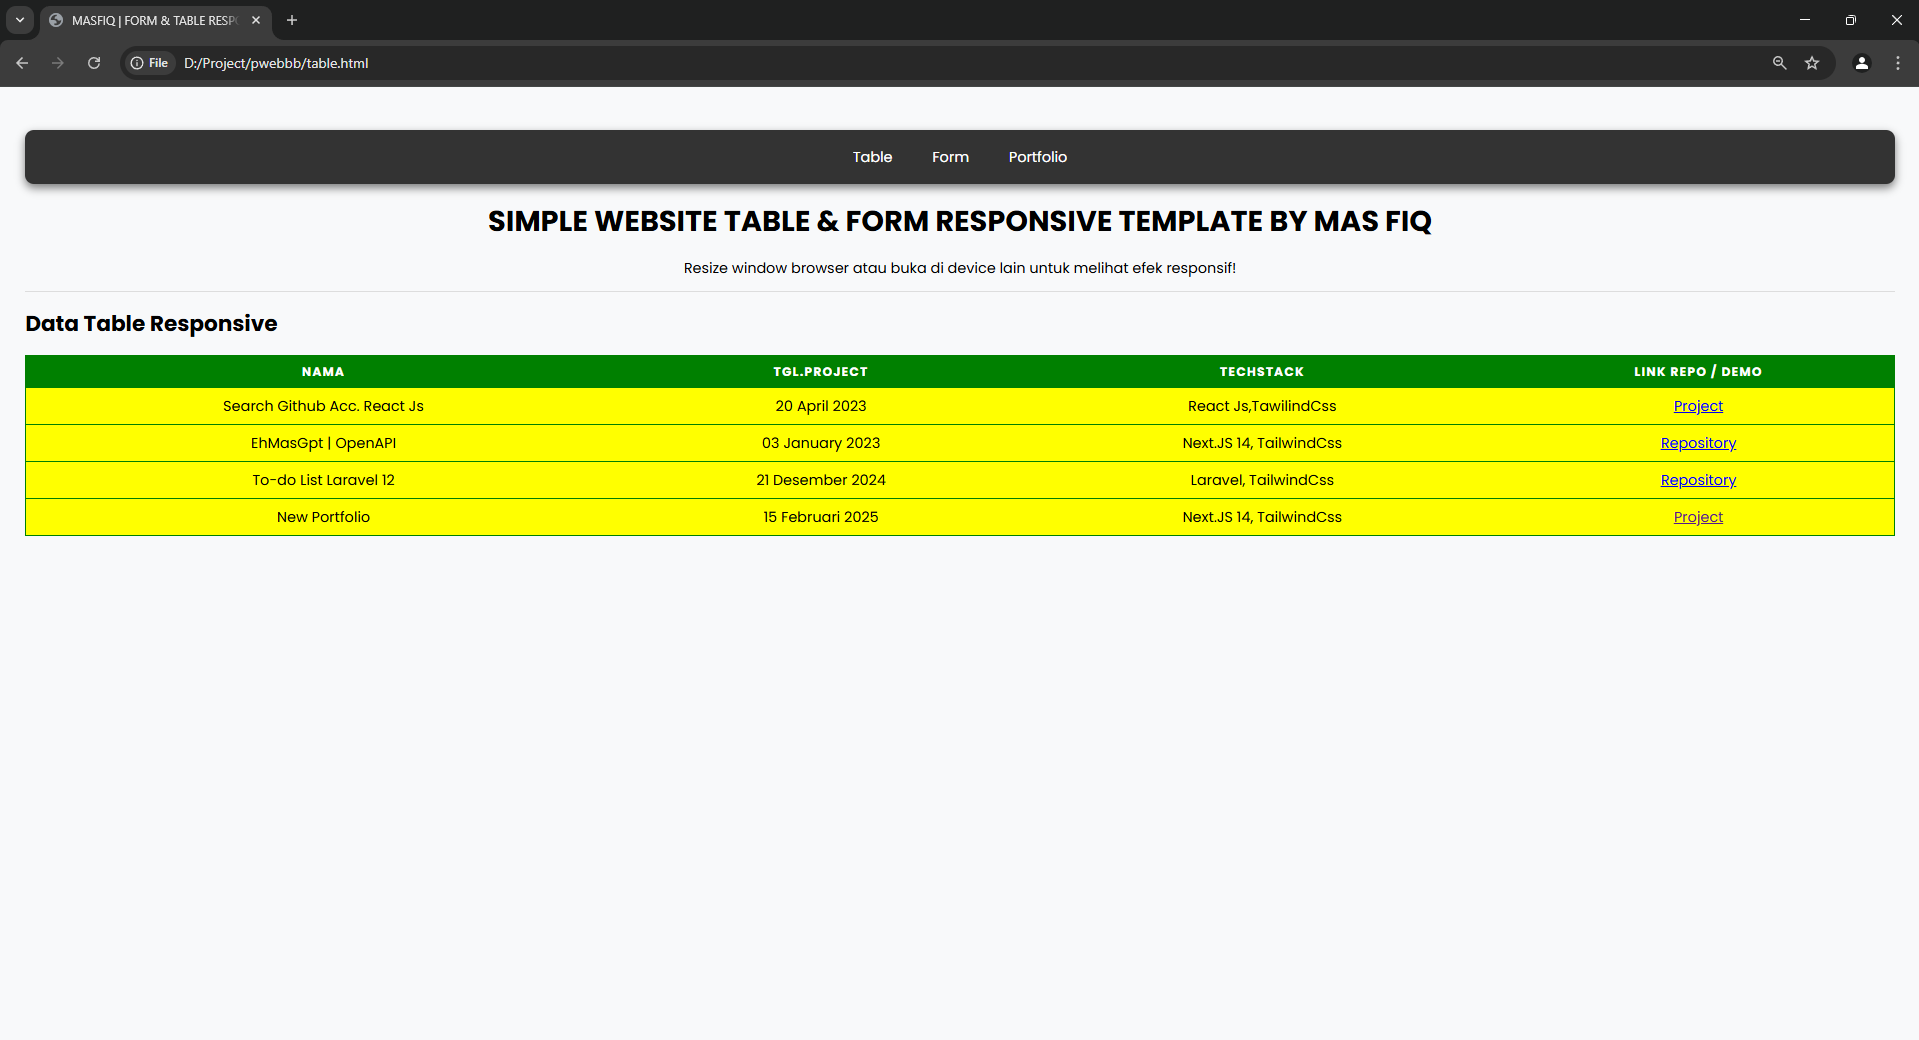 MASFIQ | FORM & TABLE RESP
File D:/Project/pwebbb/table.html
Table Form Portfolio
SIMPLE WEBSITE TABLE & FORM RESPONSIVE TEMPLATE BY MAS FIQ
Resize window browser atau buka di device lain untuk melihat efek responsif!
Data Table Responsive
NAMA TGL.PROJECT TECHSTACK LINK REPO / DEMO
Search Github Acc. React Js 20 April 2023 React Js,TawilindCss Project
EhMasGpt | OpenAPI 03 January 2023 Next.JS 14, TailwindCss Repository
To-do List Laravel 12 21 Desember 2024 Laravel, TailwindCss Repository
New Portfolio 15 Februari 2025 Next.JS 14, TailwindCss Project